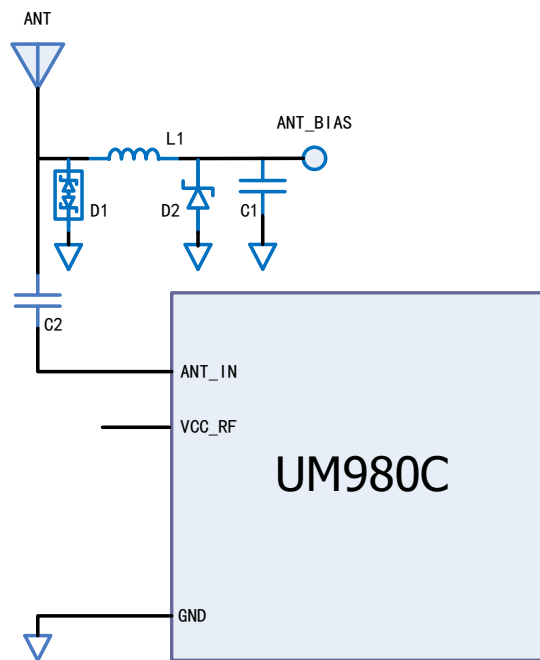 ANT
ANT_BIAS
L1
D1
D2
C1
C2
ANT_IN
VCC_RF
UM980C
GND